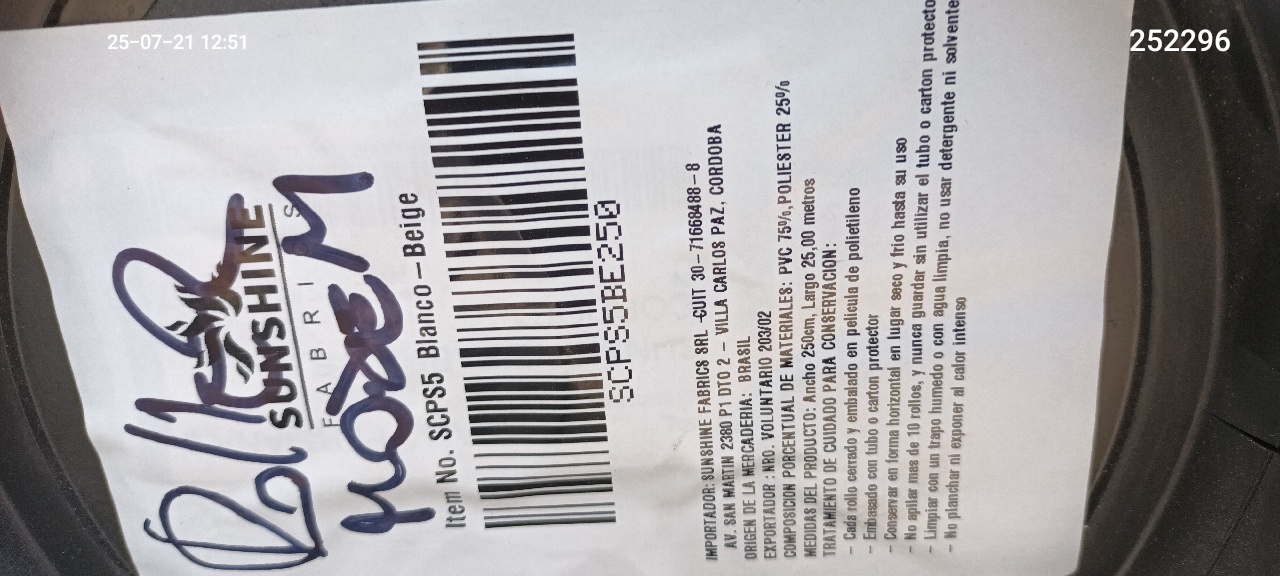 25-07-21 12:51
252296
SUNSHINE
FABRICS
Item No. SCPS5 Blanco-Beige
SCPS5BE250
IMPORTADOR: SUNSHINE FABRICS SRL -CUIT 30-71668488-8
AV. SAN MARTIN 2380 P1 DTO 2 - VILLA CARLOS PAZ, CORDOBA
ORIGEN DE LA MERCADERIA: BRASIL
EXPORTADOR : NRO. VOLUNTARIO 203/02
COMPOSICION PORCENTUAL DE MATERIALES: PVC 75%,POLIESTER 25%
MEDIDAS DEL PRODUCTO: Ancho 250cm, Largo 25,00 metros
TRATAMIENTO DE CUIDADO PARA CONSERVACION:
- Cada rollo cerrado y embalado en pelicula de polietileno
- Embasado con tubo o carton protector
- Conservar en forma horizontal en lugar seco y frio hasta su uso
- No apilar mas de 10 rollos, y nunca guardar sin utilizar el tubo o carton protecto
- Limpiar con un trapo humedo o con agua limpia, no usar detergente ni solvente
- No planchar ni exponer al calor intenso